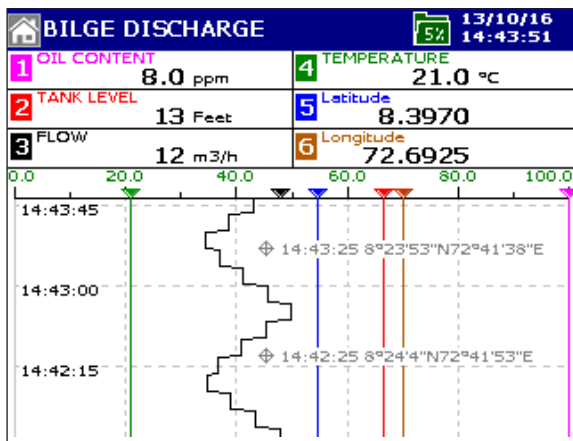 BILGE DISCHARGE
5%
13/10/16
14:43:51
1 OIL CONTENT
8.0 ppm
4 TEMPERATURE
21.0 °C
2 TANK LEVEL
13 Feet
5 Latitude
8.3970
3 FLOW
12 m3/h
6 Longitude
72.6925
0.0 20.0 40.0 60.0 80.0 100.0
14:43:45
14:43:25 8°23'53"N72°41'38"E
14:43:00
14:42:25 8°24'4"N72°41'53"E
14:42:15